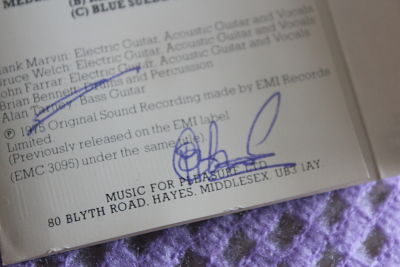 (C) BLUE SUEDE
Hank Marvin: Electric Guitar, Acoustic Guitar and Vocals
Bruce Welch: Electric Guitar, Acoustic Guitar and Vocals
John Farrar: Electric Guitar, Acoustic Guitar and Vocals
Brian Bennett: Drums and Percussion
Alan Tarney: Bass Guitar
℗ 1975 Original Sound Recording made by EMI Records
Limited
(Previously released on the EMI label
(EMC 3095) under the same title).
MUSIC FOR PLEASURE LTD
80 BLYTH ROAD, HAYES, MIDDLESEX. UB3 1AY